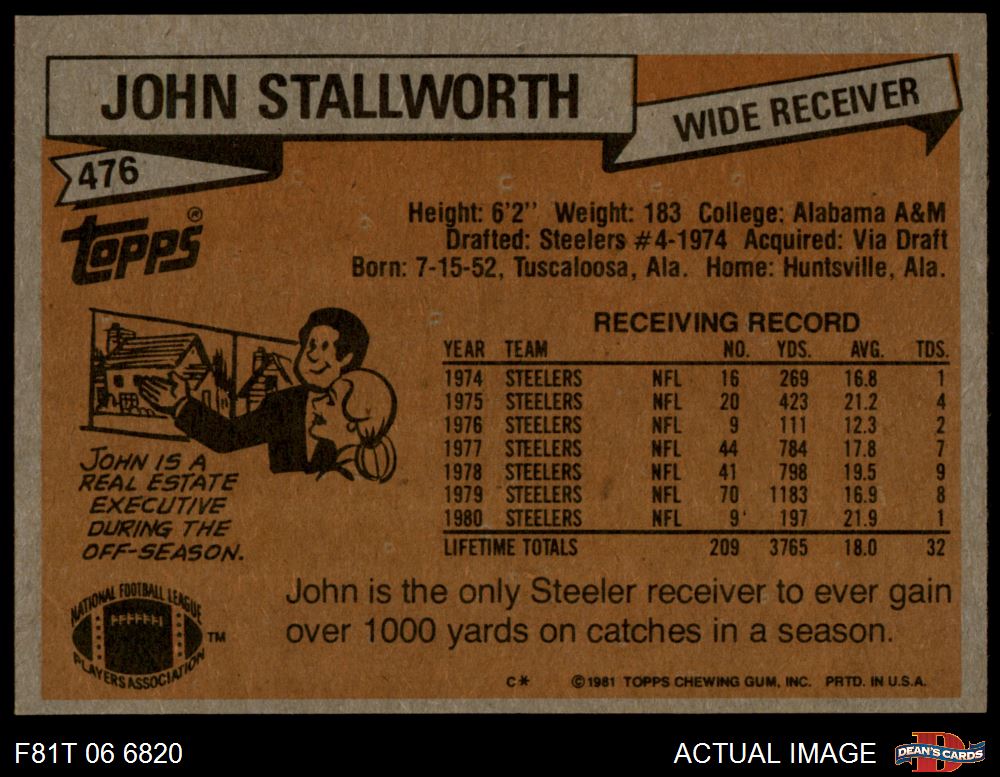 JOHN STALLWORTH
WIDE RECEIVER
476
topps®
Height: 6'2" Weight: 183 College: Alabama A&M
Drafted: Steelers #4-1974 Acquired: Via Draft
Born: 7-15-52, Tuscaloosa, Ala. Home: Huntsville, Ala.
RECEIVING RECORD
YEAR TEAM NO. YDS. AVG. TDS.
1974 STEELERS NFL 16 269 16.8 1
1975 STEELERS NFL 20 423 21.2 4
1976 STEELERS NFL 9 111 12.3 2
1977 STEELERS NFL 44 784 17.8 7
1978 STEELERS NFL 41 798 19.5 9
1979 STEELERS NFL 70 1183 16.9 8
1980 STEELERS NFL 9 197 21.9 1
LIFETIME TOTALS 209 3765 18.0 32
JOHN IS A
REAL ESTATE
EXECUTIVE
DURING THE
OFF-SEASON.
John is the only Steeler receiver to ever gain
over 1000 yards on catches in a season.
NATIONAL FOOTBALL LEAGUE
PLAYERS ASSOCIATION
TM
C* ©1981 TOPPS CHEWING GUM, INC. PRTD. IN U.S.A.
F81T 06 6820
ACTUAL IMAGE
D
DEAN'S CARDS